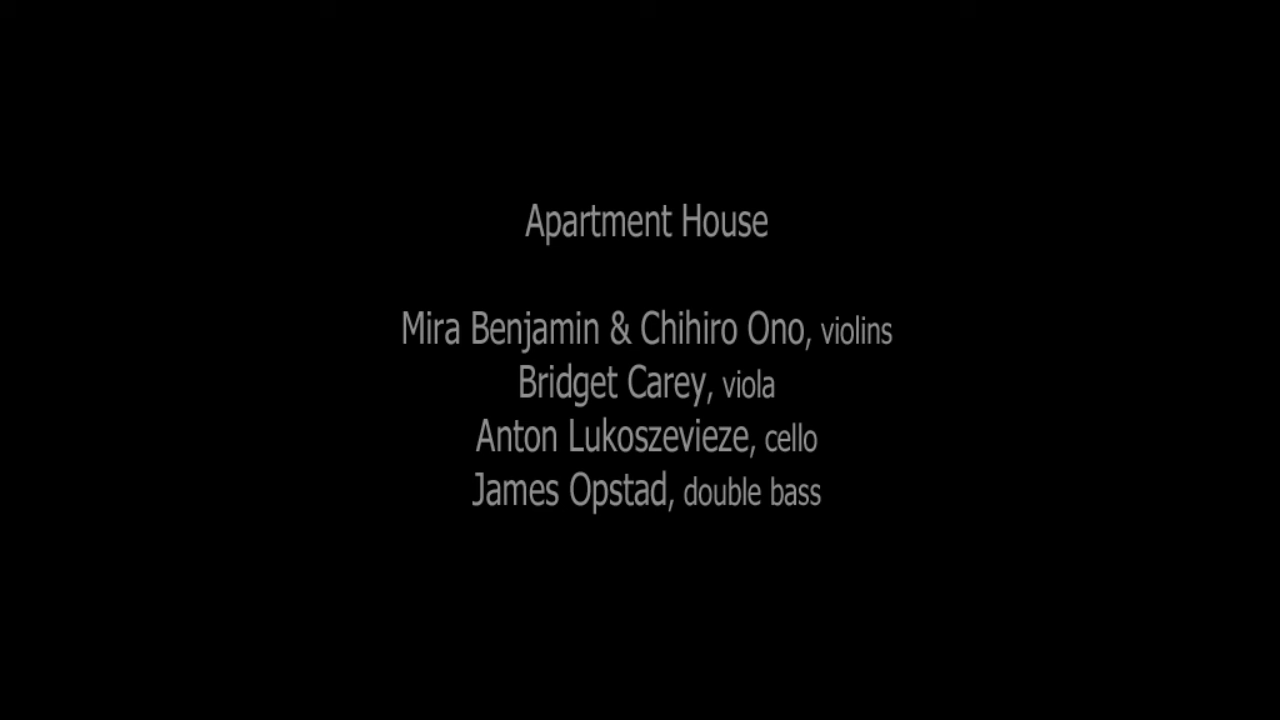 Apartment House
Mira Benjamin & Chihiro Ono, violins
Bridget Carey, viola
Anton Lukoszevieze, cello
James Opstad, double bass